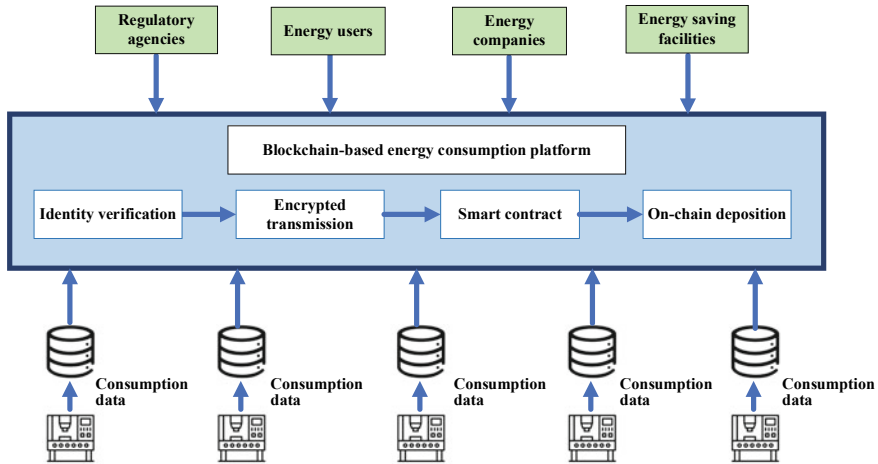 Regulatory
agencies
Energy users
Energy
companies
Energy saving
facilities
Blockchain-based energy consumption platform
Identity verification
Encrypted
transmission
Smart contract
On-chain deposition
Consumption
data
Consumption
data
Consumption
data
Consumption
data
Consumption
data